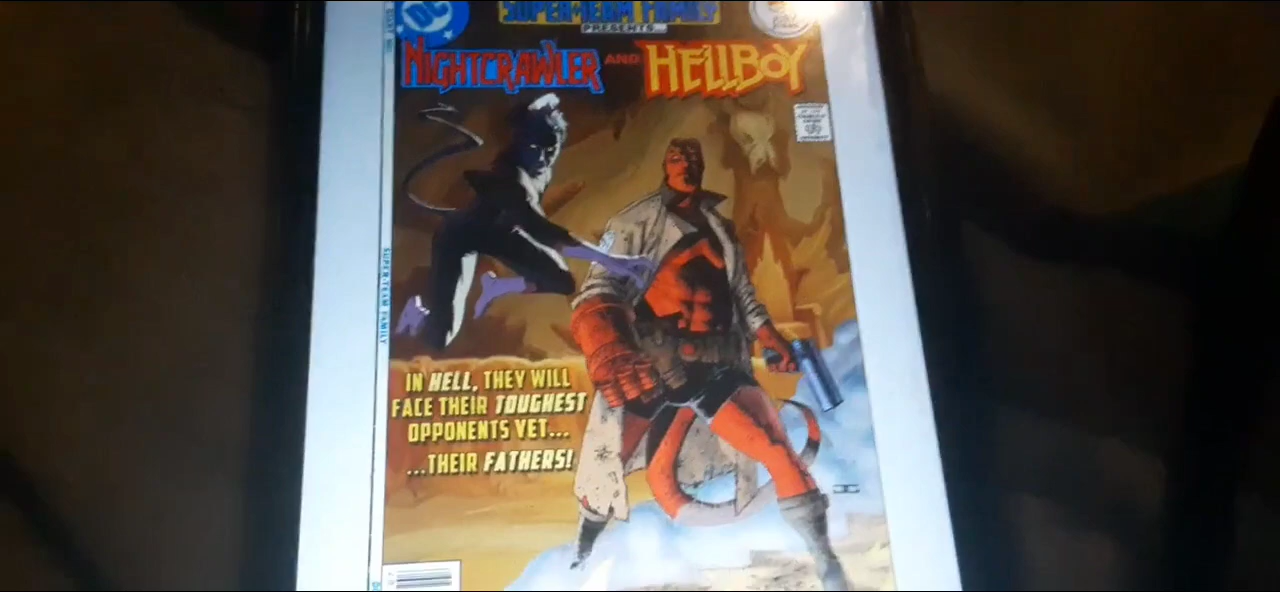 DC
SUPER-TEAM FAMILY
PRESENTS...
NIGHTCRAWLER AND HELLBOY
SUPER-TEAM FAMILY
IN HELL, THEY WILL
FACE THEIR TOUGHEST
OPPONENTS YET...
...THEIR FATHERS!
JC